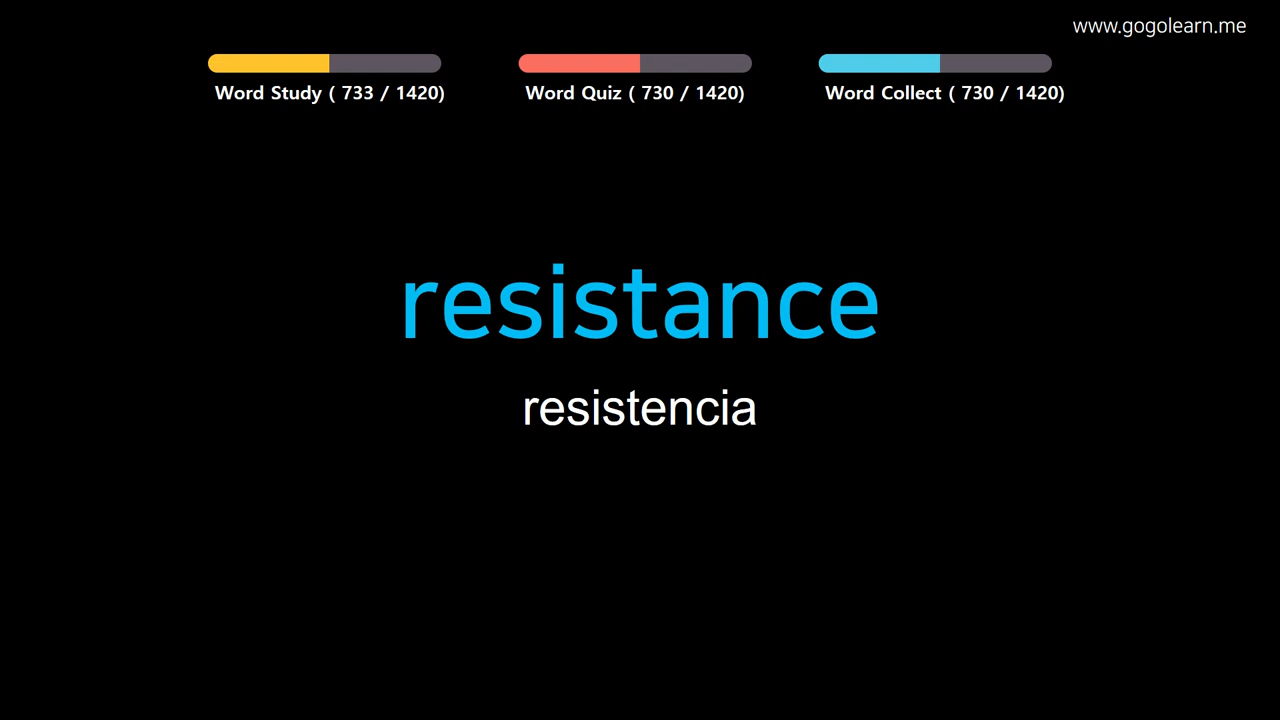 www.gogolearn.me
Word Study ( 733 / 1420)
Word Quiz ( 730 / 1420)
Word Collect ( 730 / 1420)
resistance
resistencia